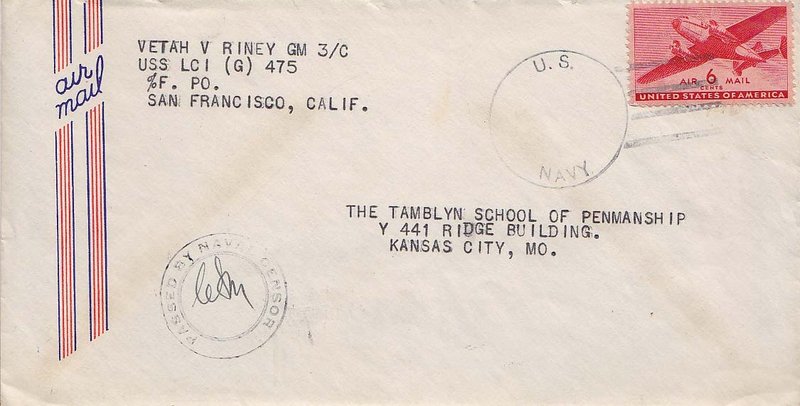 air mail
VETAH V RINEY GM 3/C
USS LCI (G) 475
%F. PO.
SAN FRANCISCO, CALIF.
U. S.
NAVY
AIR 6 MAIL
CENTS
UNITED STATES OF AMERICA
THE TAMBLYN SCHOOL OF PENMANSHIP
Y 441 RIDGE BUILDING.
KANSAS CITY, MO.
PASSED BY NAVAL CENSOR